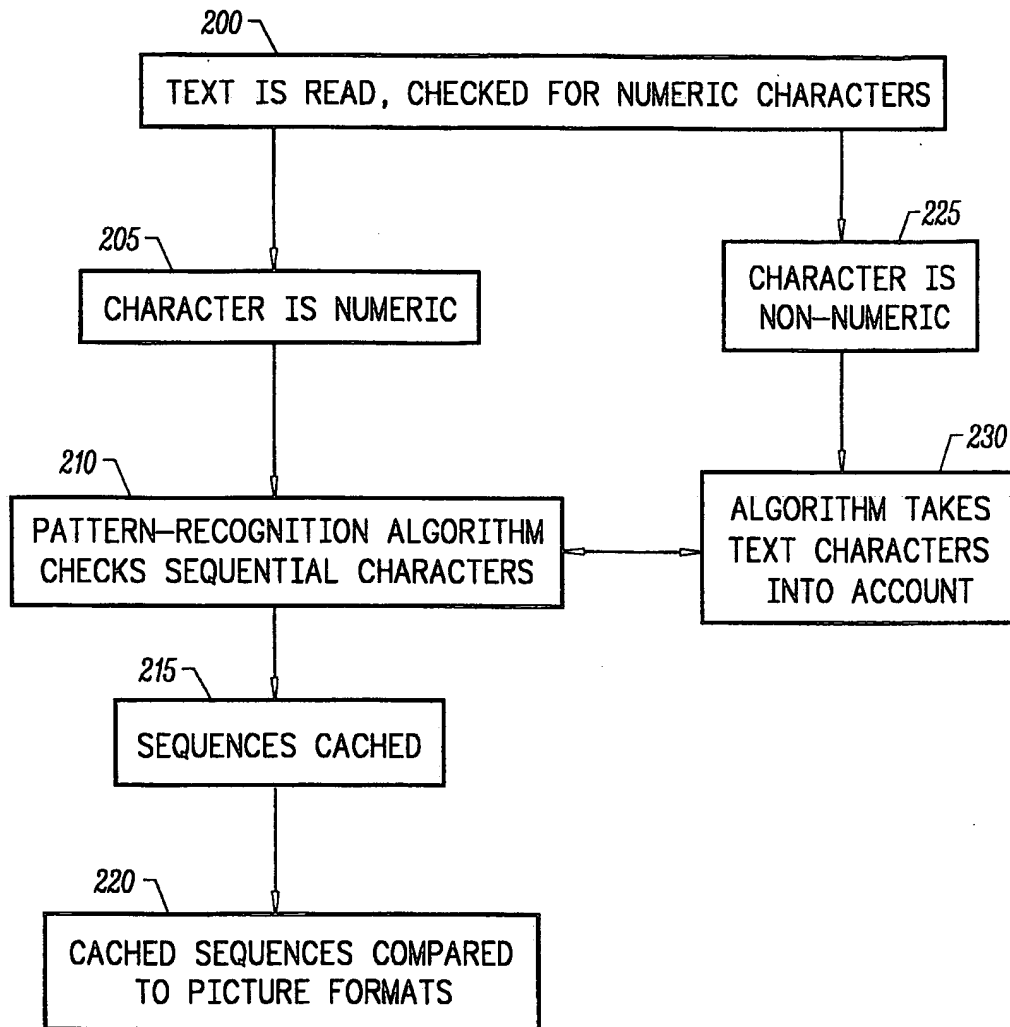 200
TEXT IS READ, CHECKED FOR NUMERIC CHARACTERS
205
CHARACTER IS NUMERIC
225
CHARACTER IS
NON-NUMERIC
210
PATTERN-RECOGNITION ALGORITHM
CHECKS SEQUENTIAL CHARACTERS
230
ALGORITHM TAKES
TEXT CHARACTERS
INTO ACCOUNT
215
SEQUENCES CACHED
220
CACHED SEQUENCES COMPARED
TO PICTURE FORMATS